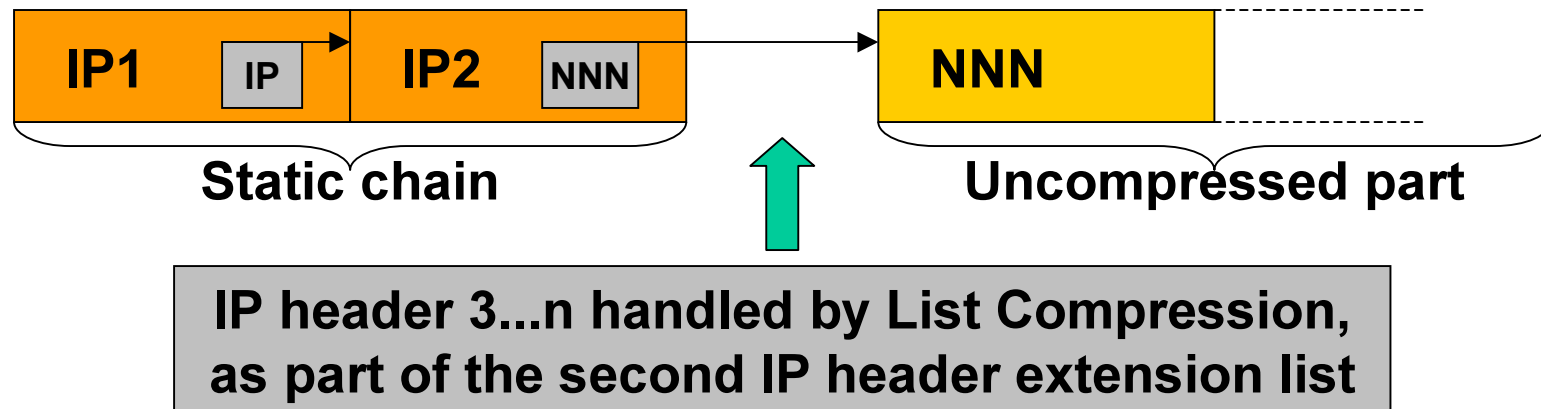 IP1 IP IP2 NNN NNN
Static chain Uncompressed part
IP header 3...n handled by List Compression,
as part of the second IP header extension list